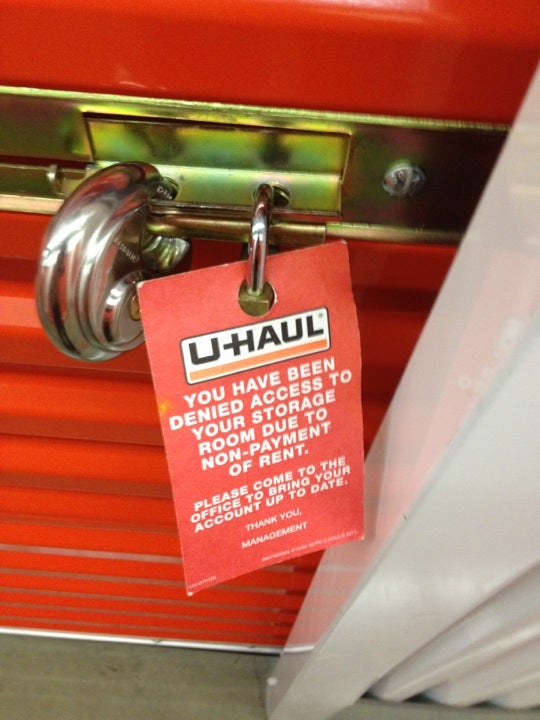 U-HAUL®
YOU HAVE BEEN
DENIED ACCESS TO
YOUR STORAGE
ROOM DUE TO
NON-PAYMENT
OF RENT.
PLEASE COME TO THE
OFFICE TO BRING YOUR
ACCOUNT UP TO DATE.
THANK YOU,
MANAGEMENT